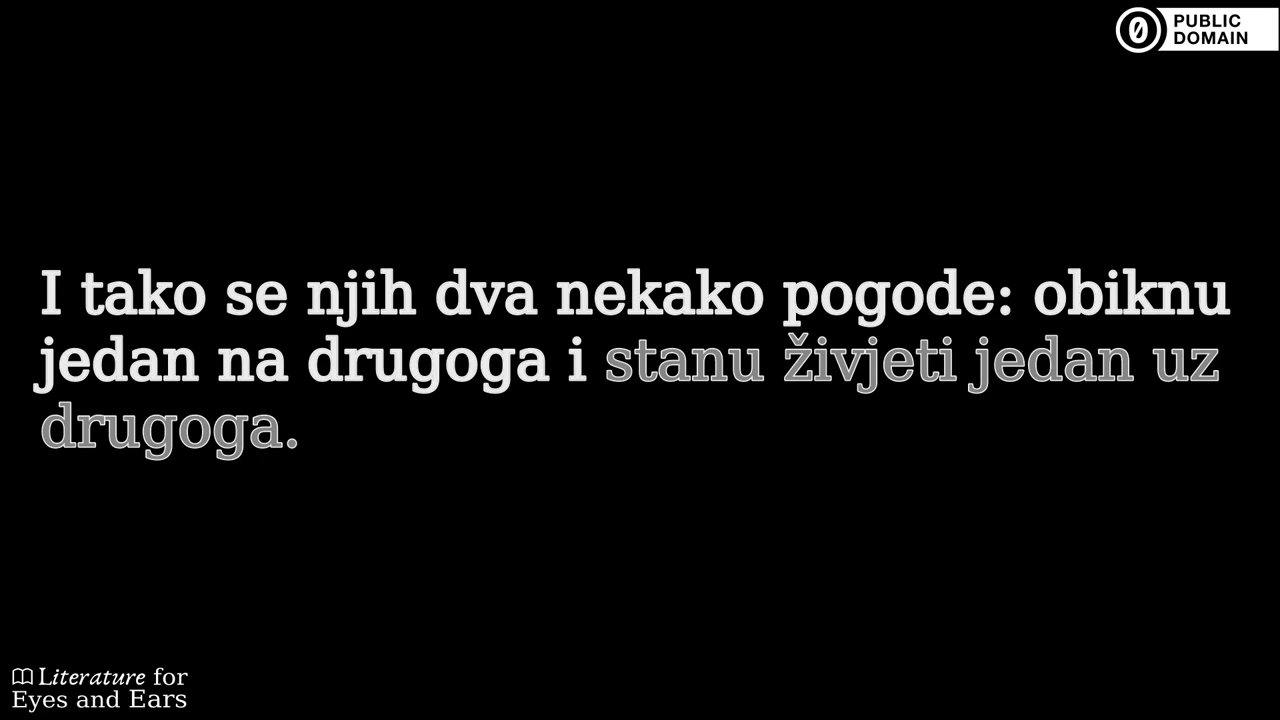 PUBLIC
DOMAIN
I tako se njih dva nekako pogode: obiknu
jedan na drugoga i stanu živjeti jedan uz
drugoga.
Literature for
Eyes and Ears